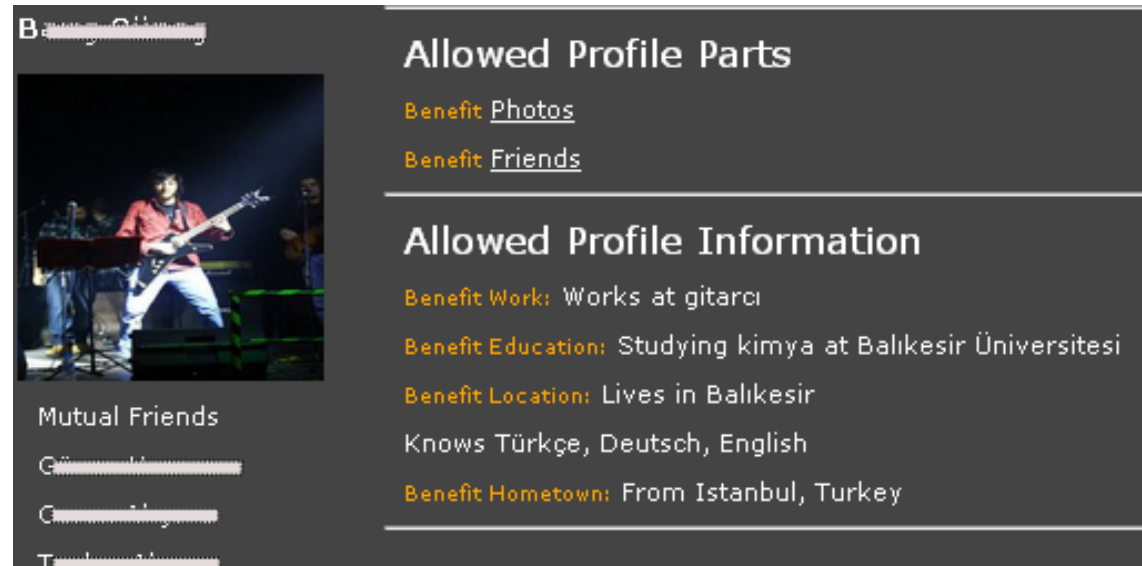 Allowed Profile Parts
Benefit Photos
Benefit Friends
Allowed Profile Information
Benefit Work: Works at gitarcı
Benefit Education: Studying kimya at Balıkesir Üniversitesi
Benefit Location: Lives in Balıkesir
Knows Türkçe, Deutsch, English
Benefit Hometown: From Istanbul, Turkey
Mutual Friends